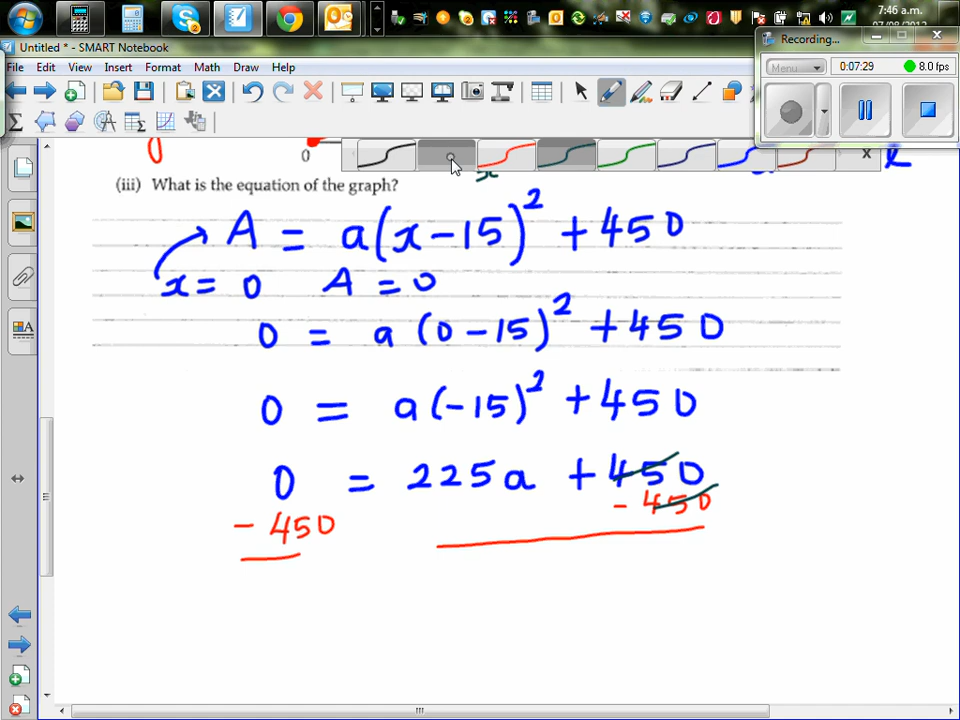 7:46 a.m.
Untitled * - SMART Notebook
Recording...
File Edit View Insert Format Math Draw Help
Menu 0:07:29 8.0 fps
0 0 x
(iii) What is the equation of the graph?
A = a(x-15)² + 450
x = 0 A = 0
0 = a(0-15)² + 450
0 = a(-15)² + 450
0 = 225a + 450
- 450 - 450